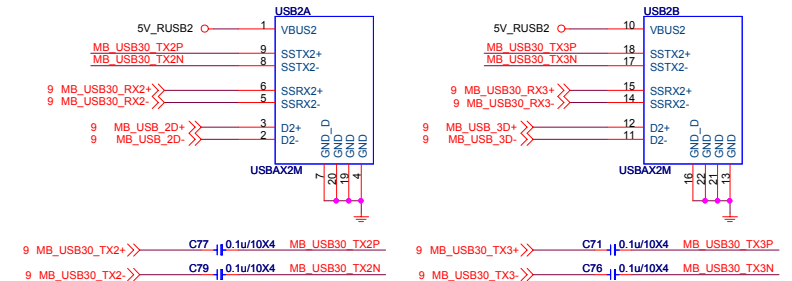 USB2A
5V_RUSB2 1 VBUS2
MB_USB30_TX2P 9 SSTX2+
MB_USB30_TX2N 8 SSTX2-
9 MB_USB30_RX2+ 6 SSRX2+
9 MB_USB30_RX2- 5 SSRX2-
9 MB_USB_2D+ 3 D2+
9 MB_USB_2D- 2 D2-
GND_D GND GND GND
USBAX2M
7 20 19 4
USB2B
5V_RUSB2 10 VBUS2
MB_USB30_TX3P 18 SSTX2+
MB_USB30_TX3N 17 SSTX2-
9 MB_USB30_RX3+ 15 SSRX2+
9 MB_USB30_RX3- 14 SSRX2-
9 MB_USB_3D+ 12 D2+
9 MB_USB_3D- 11 D2-
GND_D GND GND GND
USBAX2M
16 22 21 13
9 MB_USB30_TX2+ C77 0.1u/10X4 MB_USB30_TX2P
9 MB_USB30_TX2- C79 0.1u/10X4 MB_USB30_TX2N
9 MB_USB30_TX3+ C71 0.1u/10X4 MB_USB30_TX3P
9 MB_USB30_TX3- C76 0.1u/10X4 MB_USB30_TX3N